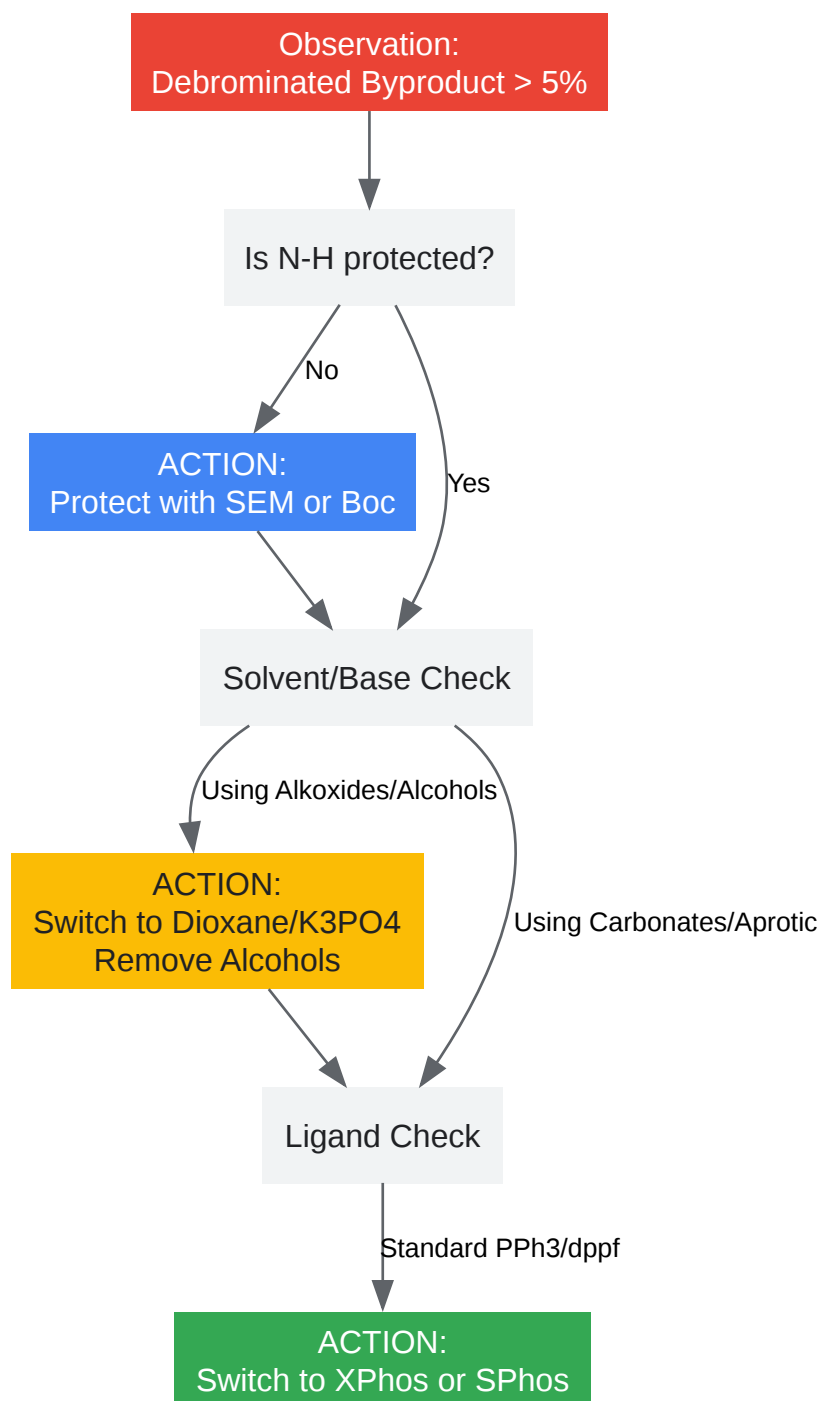 Observation:
Debrominated Byproduct > 5%
Is N-H protected?
No
ACTION:
Protect with SEM or Boc
Yes
Solvent/Base Check
Using Alkoxides/Alcohols
ACTION:
Switch to Dioxane/K3PO4
Remove Alcohols
Using Carbonates/Aprotic
Ligand Check
Standard PPh3/dppf
ACTION:
Switch to XPhos or SPhos